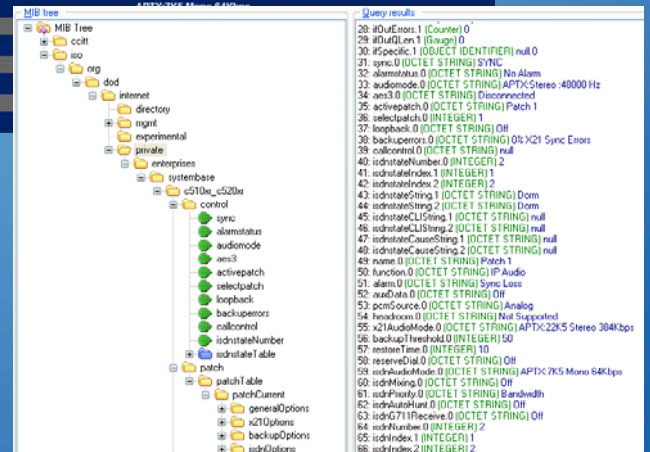 APTX:7K5 Mono 64Kbps
MIB tree
MIB Tree
ccitt
iso
org
dod
internet
directory
mgmt
experimental
private
enterprises
systembase
c510xr_c520xr
control
sync
alarmstatus
audiomode
aes3
activepatch
selectpatch
loopback
backuperrors
callcontrol
isdnstateNumber
isdnstateTable
patch
patchTable
patchCurrent
generalOptions
x21Options
backupOptions
isdnOptions
Query results
28: ifOutErrors.1 (Counter) 0
29: ifOutQLen.1 (Gauge) 0
30: ifSpecific.1 (OBJECT IDENTIFIER) null.0
31: sync.0 (OCTET STRING) SYNC
32: alarmstatus.0 (OCTET STRING) No Alarm
33: audiomode.0 (OCTET STRING) APTX:Stereo :48000 Hz
34: aes3.0 (OCTET STRING) Disconnected
35: activepatch.0 (OCTET STRING) Patch 1
36: selectpatch.0 (INTEGER) 1
37: loopback.0 (OCTET STRING) Off
38: backuperrors.0 (OCTET STRING) 0% X21 Sync Errors
39: callcontrol.0 (OCTET STRING) null
40: isdnstateNumber.0 (INTEGER) 2
41: isdnstateIndex.1 (INTEGER) 1
42: isdnstateIndex.2 (INTEGER) 2
43: isdnstateString.1 (OCTET STRING) Dorm
44: isdnstateString.2 (OCTET STRING) Dorm
45: isdnstateCLIString.1 (OCTET STRING) null
46: isdnstateCLIString.2 (OCTET STRING) null
47: isdnstateCauseString.1 (OCTET STRING) null
48: isdnstateCauseString.2 (OCTET STRING) null
49: name.0 (OCTET STRING) Patch 1
50: function.0 (OCTET STRING) IP Audio
51: alarm.0 (OCTET STRING) Sync Loss
52: auxData.0 (OCTET STRING) Off
53: pcmSource.0 (OCTET STRING) Analog
54: headroom.0 (OCTET STRING) Not Supported
55: x21AudioMode.0 (OCTET STRING) APTX:22K5 Stereo 384Kbps
56: backupThreshold.0 (INTEGER) 50
57: restoreTime.0 (INTEGER) 10
58: reserveDial.0 (OCTET STRING) Off
59: isdnAudioMode.0 (OCTET STRING) APTX:7K5 Mono 64Kbps
60: isdnMixing.0 (OCTET STRING) Off
61: isdnPriority.0 (OCTET STRING) Bandwidth
62: isdnAutoHunt.0 (OCTET STRING) Off
63: isdnG711Receive.0 (OCTET STRING) Off
64: isdnNumber.0 (INTEGER) 2
65: isdnIndex.1 (INTEGER) 1
66: isdnIndex.2 (INTEGER) 2